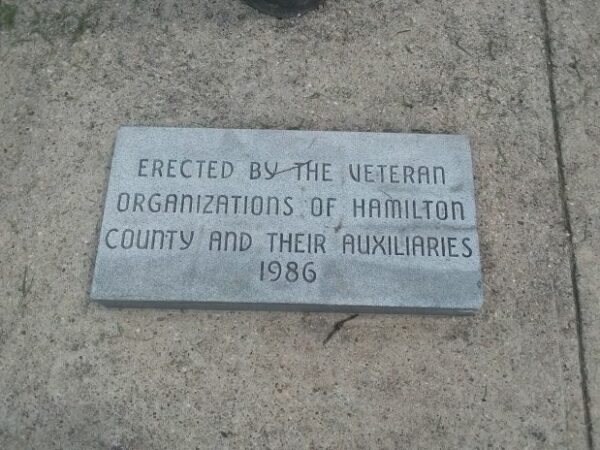 ERECTED BY THE VETERAN
ORGANIZATIONS OF HAMILTON
COUNTY AND THEIR AUXILIARIES
1986